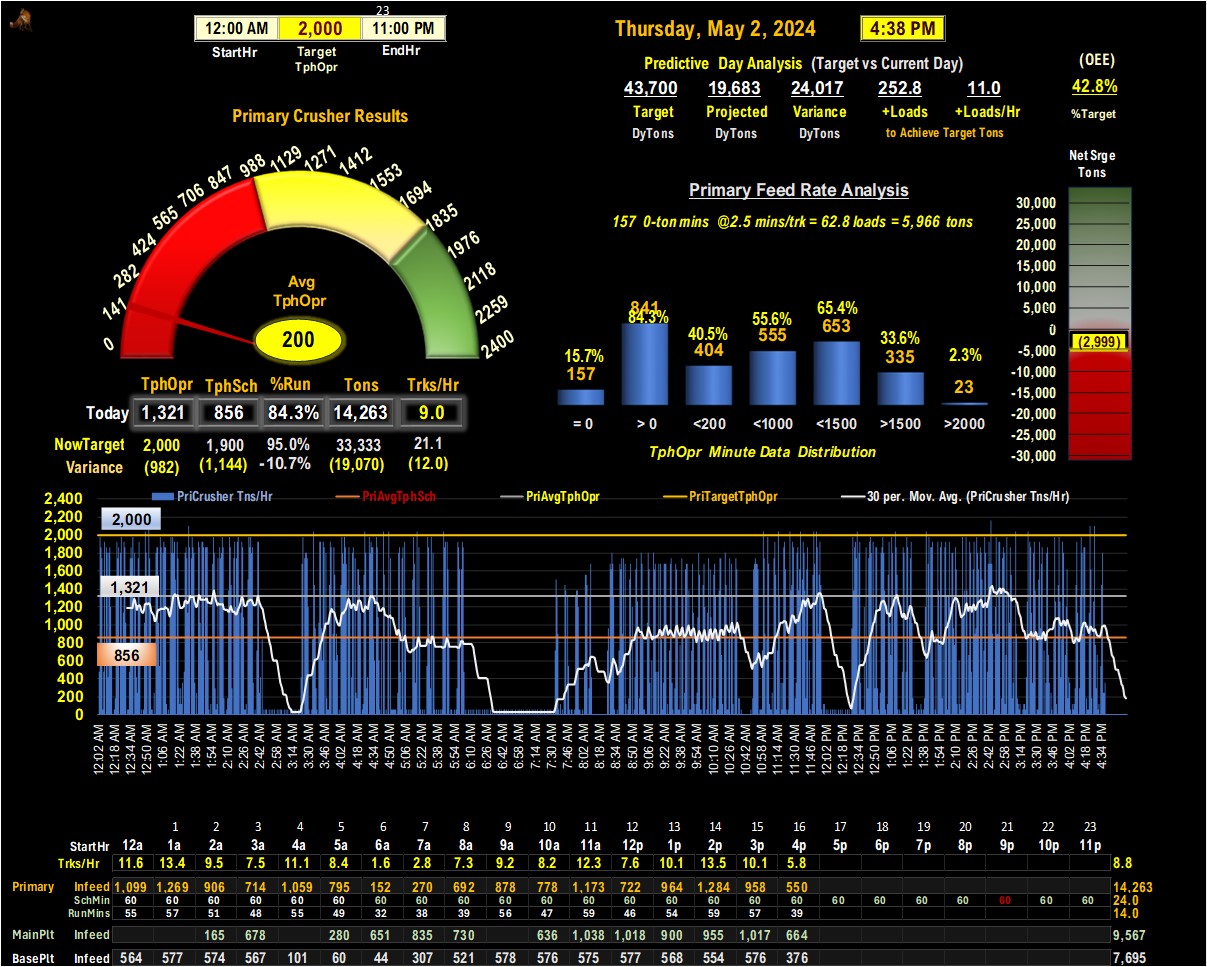 23
12:00 AM 2,000 11:00 PM
StartHr Target TphOpr EndHr
Thursday, May 2, 2024 4:38 PM
Predictive Day Analysis (Target vs Current Day)
43,700 19,683 24,017 252.8 11.0
Target Projected Variance +Loads +Loads/Hr
DyTons DyTons DyTons to Achieve Target Tons
(OEE)
42.8%
%Target
Primary Crusher Results
0 141 282 424 565 706 847 988 1129 1271 1412 1553 1694 1835 1976 2118 2259 2400
Avg
TphOpr
200
TphOpr TphSch %Run Tons Trks/Hr
Today 1,321 856 84.3% 14,263 9.0
NowTarget 2,000 1,900 95.0% 33,333 21.1
Variance (982) (1,144) -10.7% (19,070) (12.0)
Primary Feed Rate Analysis
157 0-ton mins @2.5 mins/trk = 62.8 loads = 5,966 tons
15.7% 84.3% 40.5% 55.6% 65.4% 33.6% 2.3%
157 841 404 555 653 335 23
= 0 > 0 <200 <1000 <1500 >1500 >2000
TphOpr Minute Data Distribution
Net Srge
Tons
30,000
25,000
20,000
15,000
10,000
5,000
0
(2,999)
-5,000
-10,000
-15,000
-20,000
-25,000
-30,000
PriCrusher Tns/Hr PriAvgTphSch PriAvgTphOpr PriTargetTphOpr 30 per. Mov. Avg. (PriCrusher Tns/Hr)
2,400
2,200
2,000
1,800
1,600
1,400
1,200
1,000
800
600
400
200
0
2,000
1,321
856
12:02 AM 12:18 AM 12:34 AM 12:50 AM 1:06 AM 1:22 AM 1:38 AM 1:54 AM 2:10 AM 2:26 AM 2:42 AM 2:58 AM 3:14 AM 3:30 AM 3:46 AM 4:02 AM 4:18 AM 4:34 AM 4:50 AM 5:06 AM 5:22 AM 5:38 AM 5:54 AM 6:10 AM 6:26 AM 6:42 AM 6:58 AM 7:14 AM 7:30 AM 7:46 AM 8:02 AM 8:18 AM 8:34 AM 8:50 AM 9:06 AM 9:22 AM 9:38 AM 9:54 AM 10:10 AM 10:26 AM 10:42 AM 10:58 AM 11:14 AM 11:30 AM 11:46 AM 12:02 PM 12:18 PM 12:34 PM 12:50 PM 1:06 PM 1:22 PM 1:38 PM 1:54 PM 2:10 PM 2:26 PM 2:42 PM 2:58 PM 3:14 PM 3:30 PM 3:46 PM 4:02 PM 4:18 PM 4:34 PM
1 2 3 4 5 6 7 8 9 10 11 12 13 14 15 16 17 18 19 20 21 22 23
StartHr 12a 1a 2a 3a 4a 5a 6a 7a 8a 9a 10a 11a 12p 1p 2p 3p 4p 5p 6p 7p 8p 9p 10p 11p
Trks/Hr 11.6 13.4 9.5 7.5 11.1 8.4 1.6 2.8 7.3 9.2 8.2 12.3 7.6 10.1 13.5 10.1 5.8 8.8
Primary Infeed 1,099 1,269 906 714 1,059 795 152 270 692 878 778 1,173 722 964 1,284 958 550 14,263
SchMin 60 60 60 60 60 60 60 60 60 60 60 60 60 60 60 60 60 60 60 60 60 60 60 60 24.0
RunMins 55 57 51 48 55 49 32 38 39 56 47 59 46 54 59 57 39 14.0
MainPlt Infeed 165 678 280 651 835 730 636 1,038 1,018 900 955 1,017 664 9,567
BasePlt Infeed 564 577 574 567 101 60 44 307 521 578 576 575 577 568 554 576 376 7,695